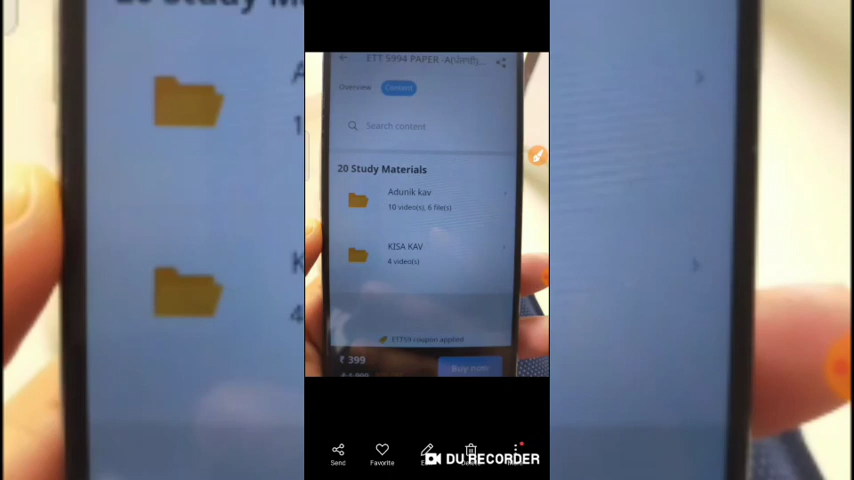 Overview
Content
Search content
20 Study Materials
Adunik kav
10 video(s), 6 file(s)
KISA KAV
4 video(s)
ETT59 coupon applied
₹ 399
Buy now
Send
Favorite
DU RECORDER